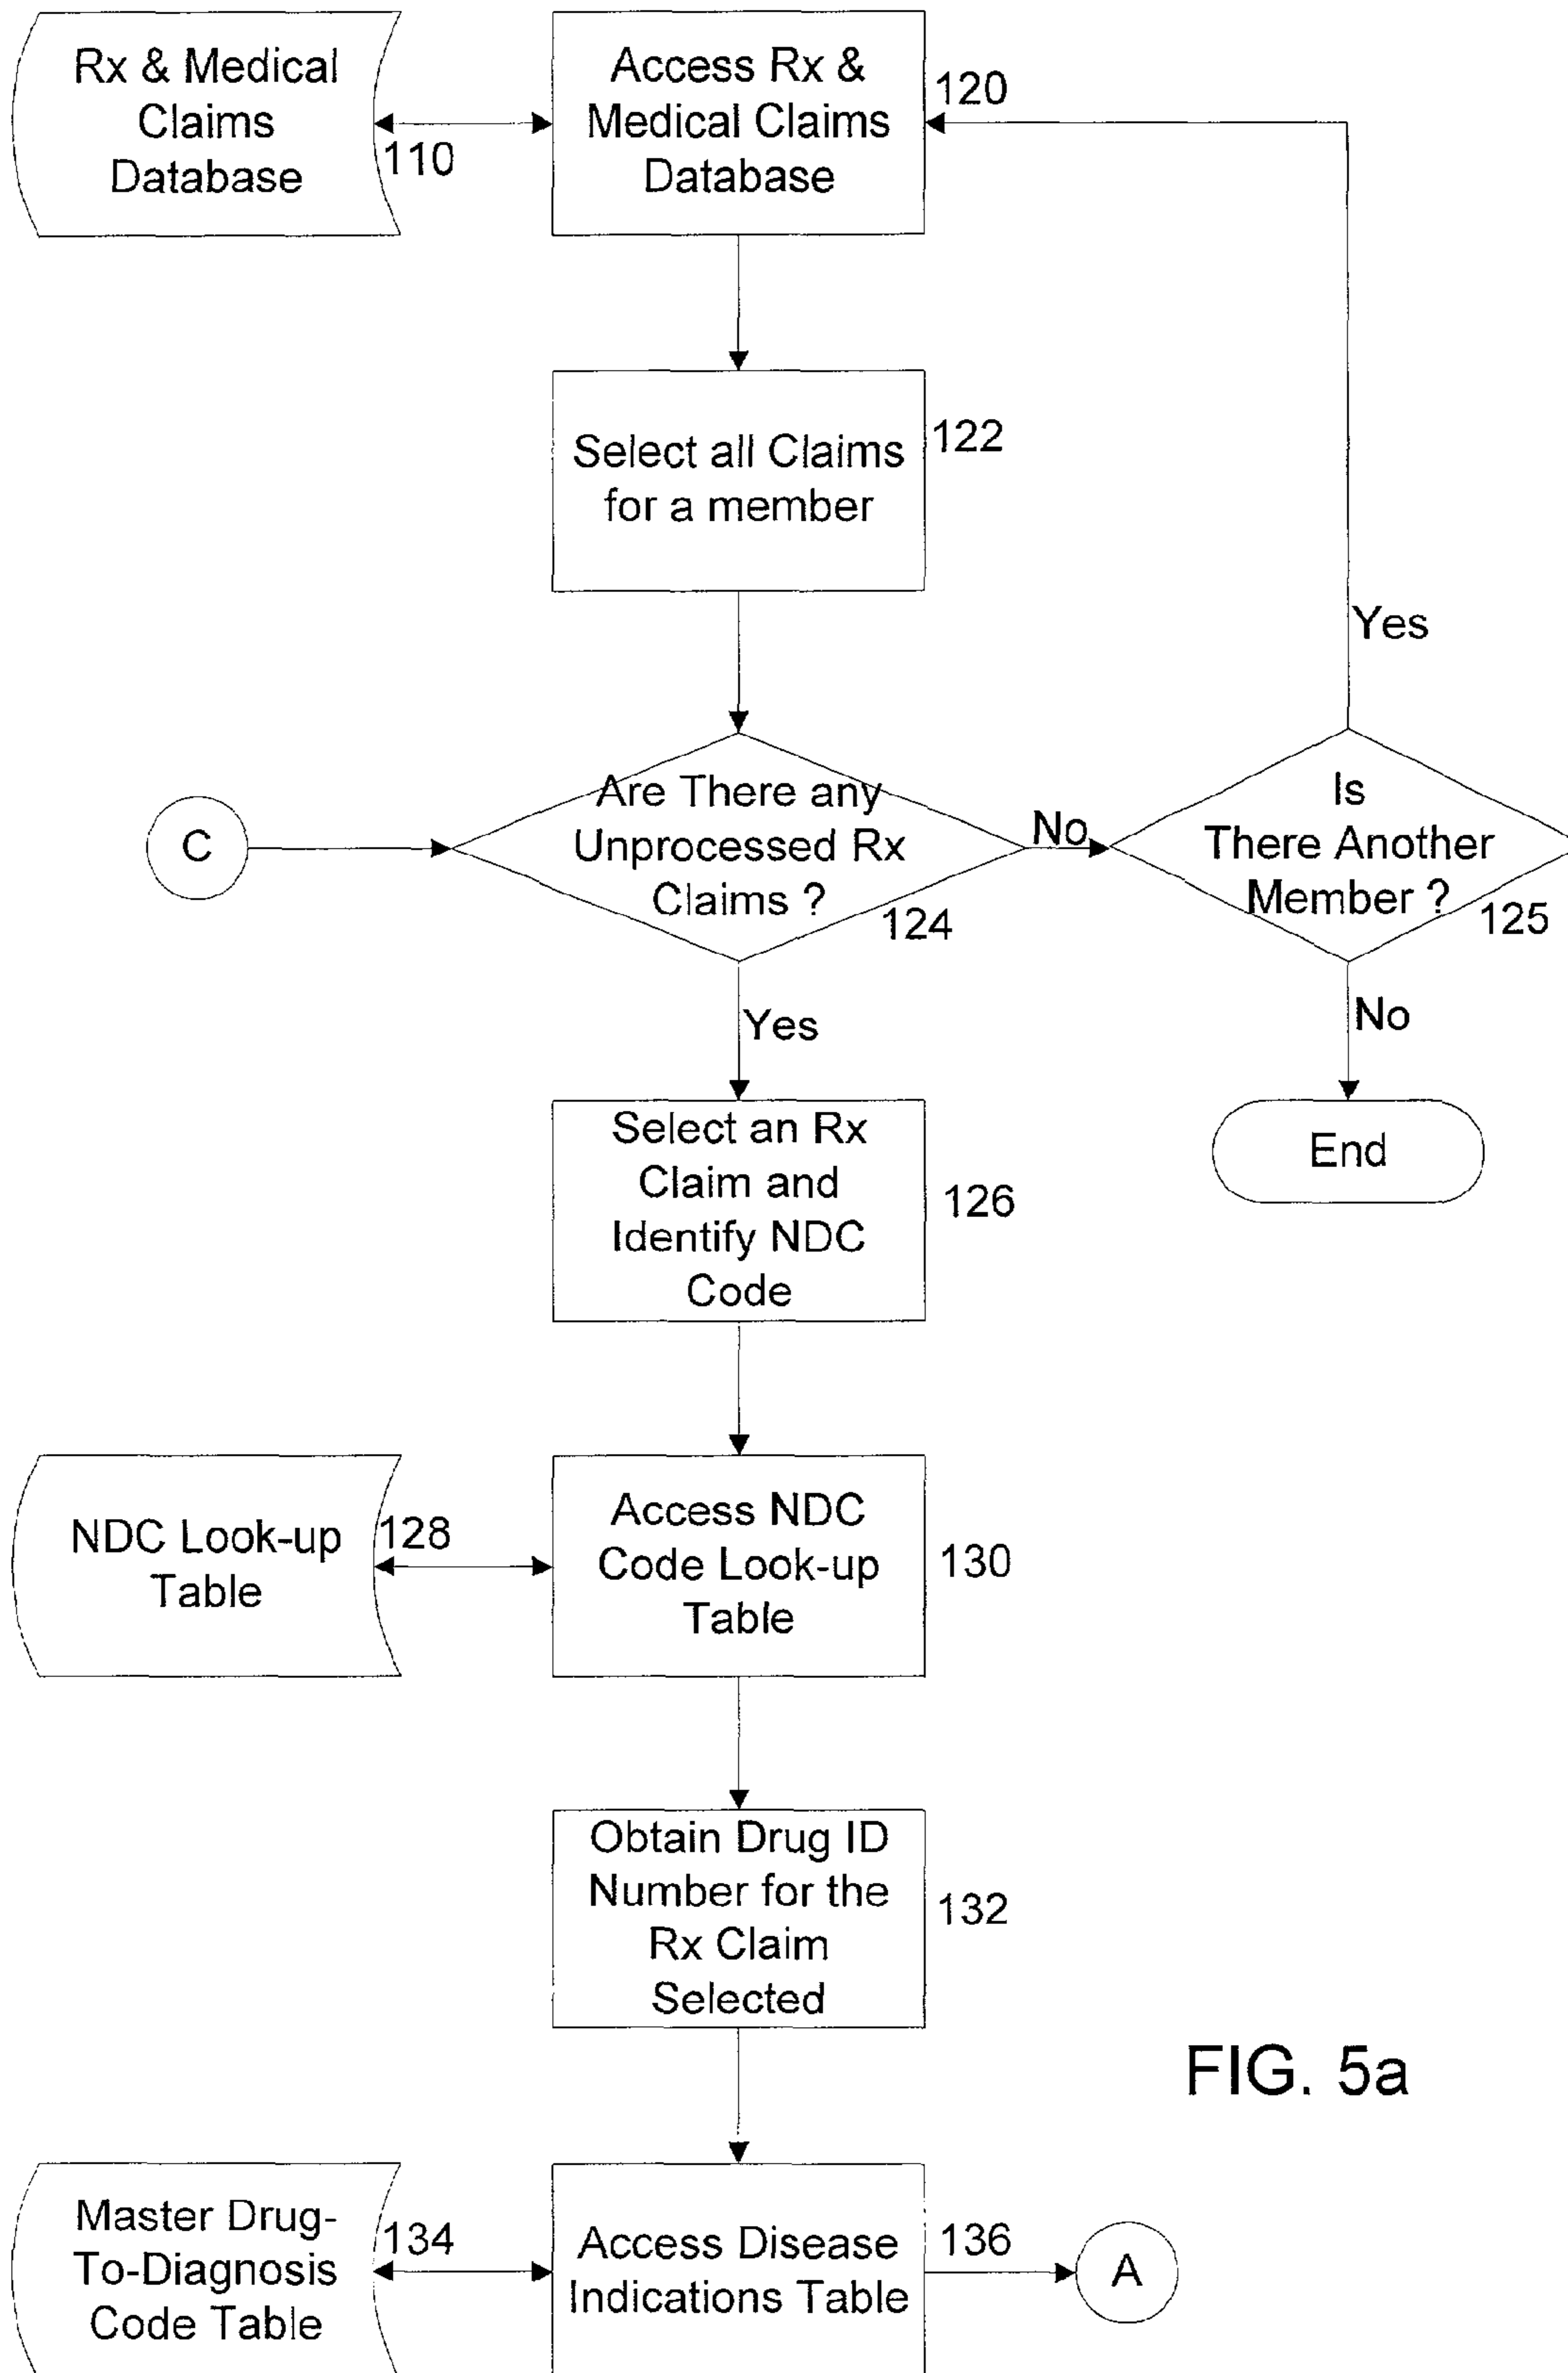 Rx & Medical
Claims
Database
110
Access Rx &
Medical Claims
Database
120
Select all Claims
for a member
122
Yes
C
Are There any
Unprocessed Rx
Claims ?
124
No
Is
There Another
Member ?
125
Yes
No
Select an Rx
Claim and
Identify NDC
Code
126
End
NDC Look-up
Table
128
Access NDC
Code Look-up
Table
130
Obtain Drug ID
Number for the
Rx Claim
Selected
132
FIG. 5a
Master Drug-
To-Diagnosis
Code Table
134
Access Disease
Indications Table
136
A